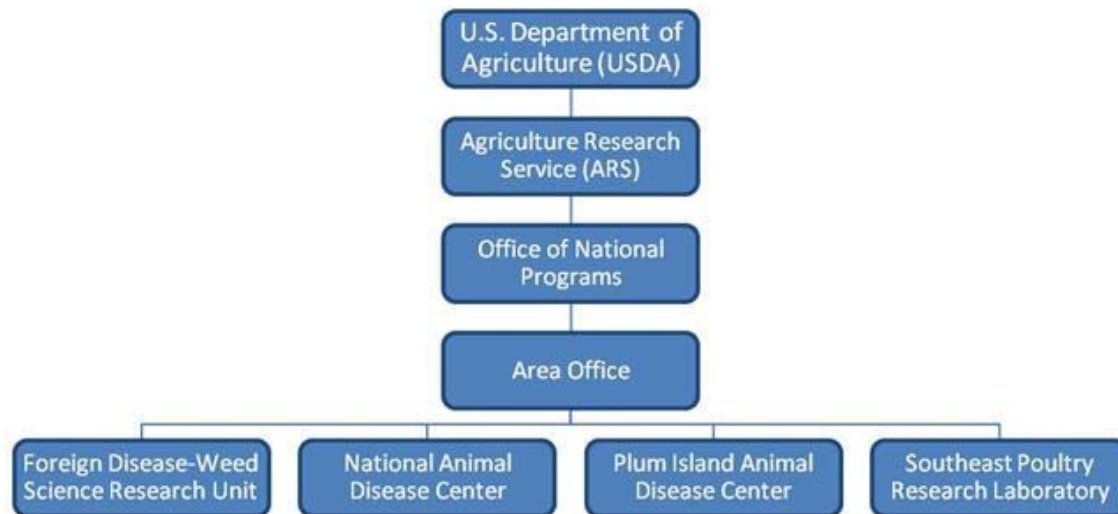 U.S. Department of
Agriculture (USDA)
Agriculture Research
Service (ARS)
Office of National
Programs
Area Office
Foreign Disease-Weed
Science Research Unit
National Animal
Disease Center
Plum Island Animal
Disease Center
Southeast Poultry
Research Laboratory